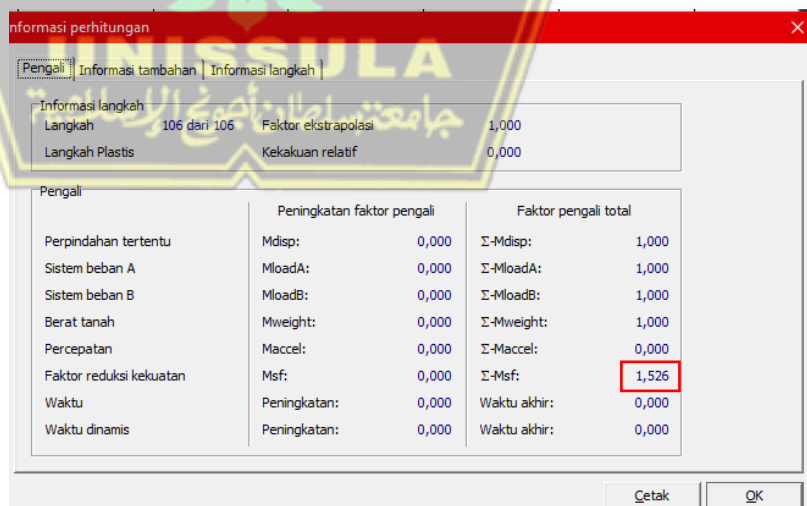 nformasi perhitungan
UNISSULA
جامعتسلطان أجونج الإسلامية
Pengali Informasi tambahan Informasi langkah
Informasi langkah
Langkah 106 dari 106 Faktor ekstrapolasi 1,000
Langkah Plastis Kekakuan relatif 0,000
Pengali
Peningkatan faktor pengali Faktor pengali total
Perpindahan tertentu Mdisp: 0,000 Σ-Mdisp: 1,000
Sistem beban A MloadA: 0,000 Σ-MloadA: 1,000
Sistem beban B MloadB: 0,000 Σ-MloadB: 1,000
Berat tanah Mweight: 0,000 Σ-Mweight: 1,000
Percepatan Maccel: 0,000 Σ-Maccel: 0,000
Faktor reduksi kekuatan Msf: 0,000 Σ-Msf: 1,526
Waktu Peningkatan: 0,000 Waktu akhir: 0,000
Waktu dinamis Peningkatan: 0,000 Waktu akhir: 0,000
Cetak OK